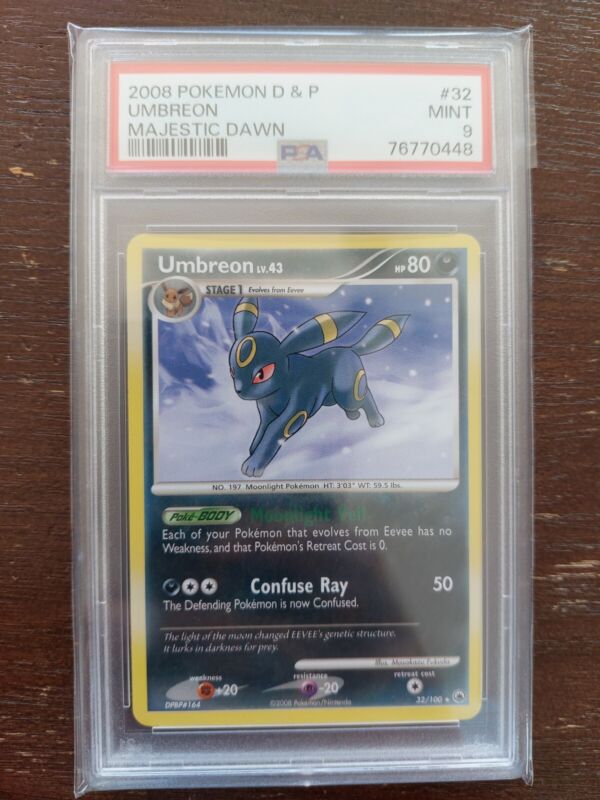 2008 POKEMON D & P #32
UMBREON MINT
MAJESTIC DAWN 9
PSA 76770448
Umbreon LV.43 HP 80
STAGE 1 Evolves from Eevee
NO. 197 Moonlight Pokémon HT: 3'03" WT: 59.5 lbs.
Poké-BODY Moonlight Veil
Each of your Pokémon that evolves from Eevee has no
Weakness, and that Pokémon's Retreat Cost is 0.
Confuse Ray 50
The Defending Pokémon is now Confused.
The light of the moon changed EEVEE's genetic structure.
It lurks in darkness for prey.
Illus. Masakazu Fukuda
weakness resistance retreat cost
+20 -20
DPBP#164 ©2008 Pokémon/Nintendo 32/100